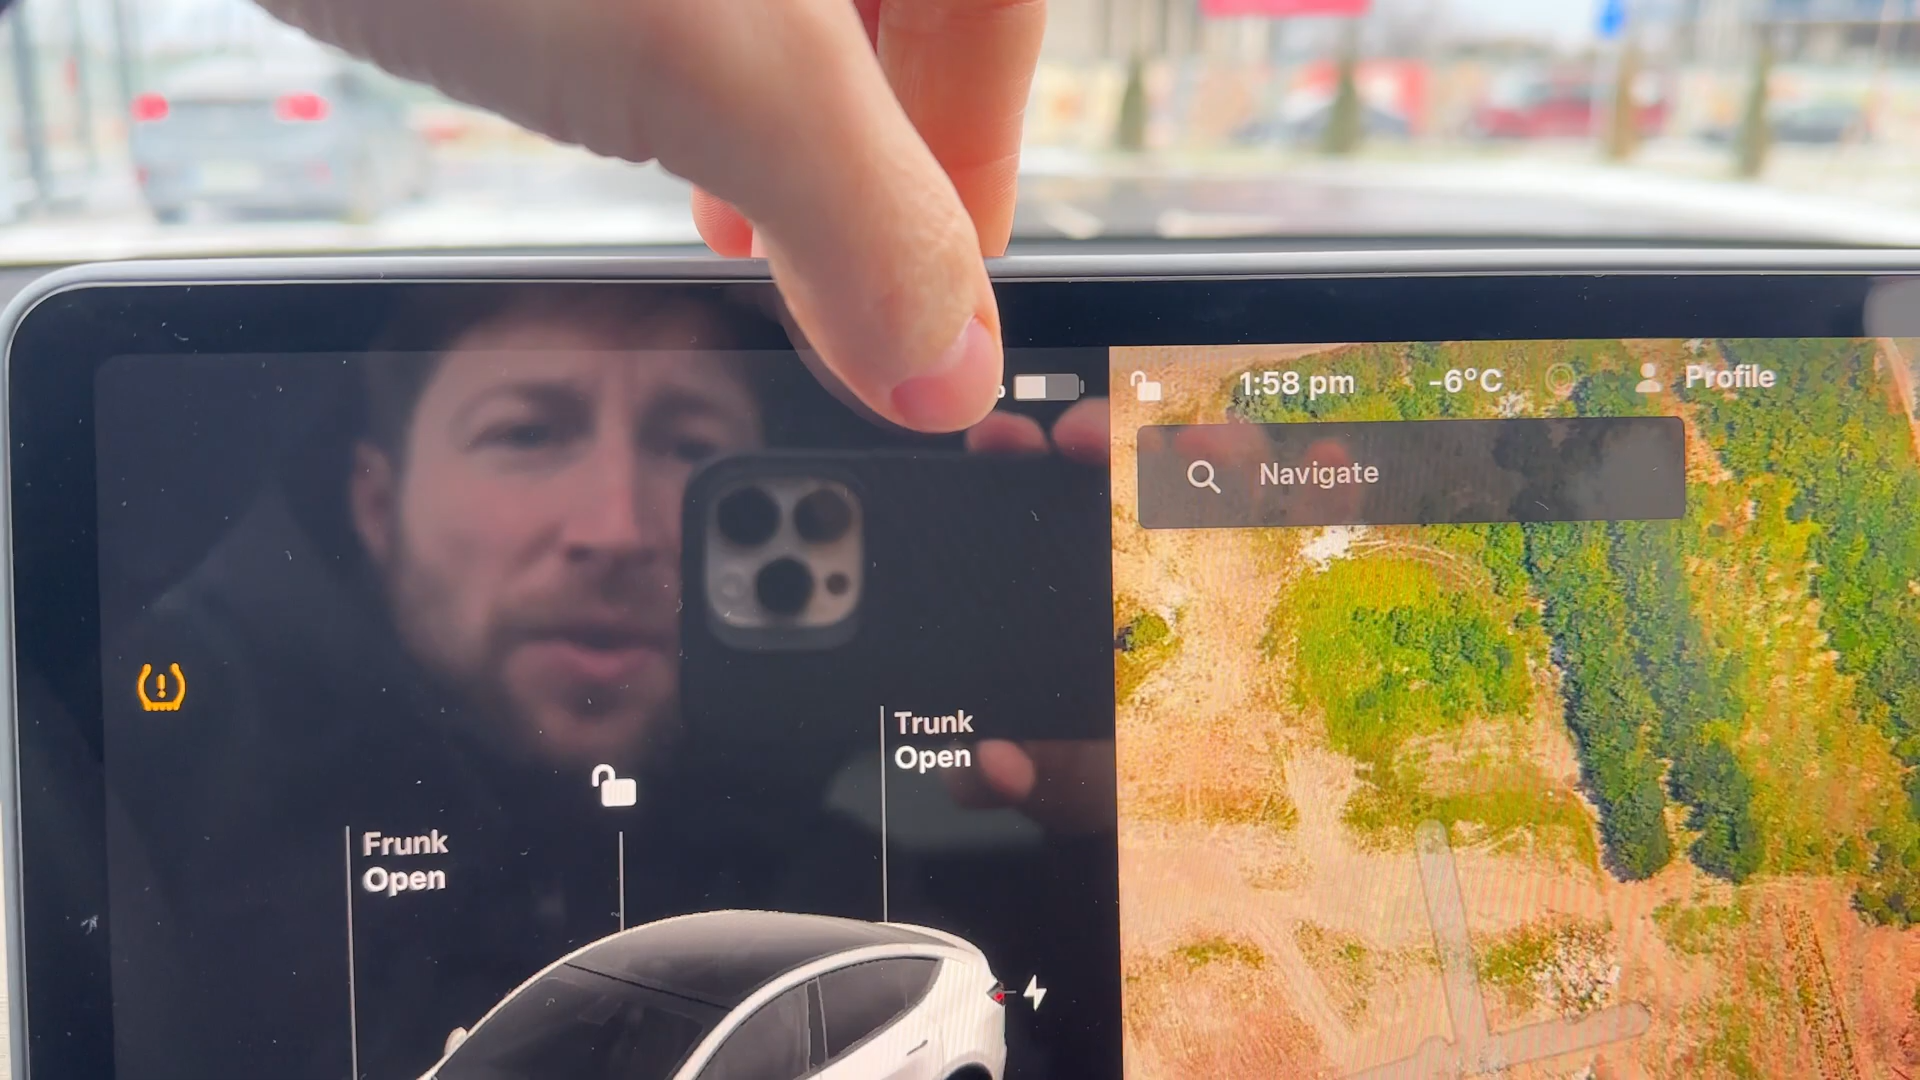 1:58 pm
-6°C
Profile
Navigate
Trunk
Open
Frunk
Open